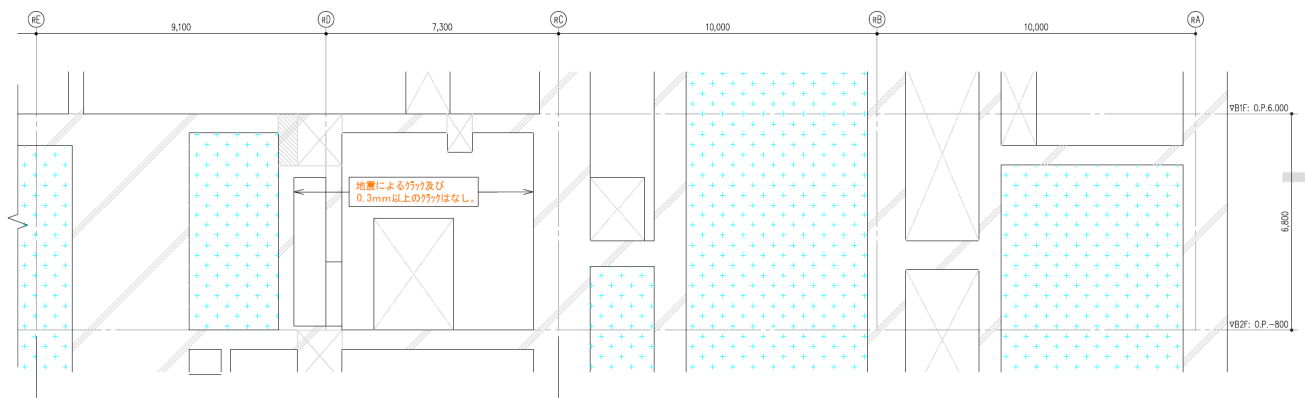 RE
RD
RC
RB
RA
9,100
7,300
10,000
10,000
∇B1F: O.P.6.000
地震によるクラック及び
0.3mm以上のクラックはなし。
6,800
∇B2F: O.P.-800